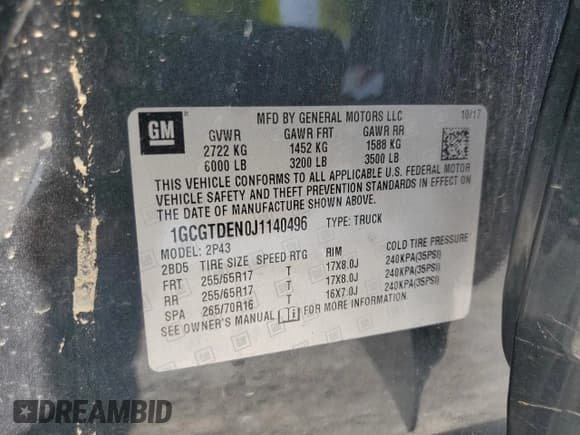 GM
MFD BY GENERAL MOTORS LLC 10/17
GVWR GAWR FRT GAWR RR
2722 KG 1452 KG 1588 KG
6000 LB 3200 LB 3500 LB
THIS VEHICLE CONFORMS TO ALL APPLICABLE U.S. FEDERAL MOTOR
VEHICLE SAFETY AND THEFT PREVENTION STANDARDS IN EFFECT ON
THE DATE OF MANUFACTURE SHOWN ABOVE.
1GCGTDEN0J1140496 TYPE: TRUCK
MODEL: 2P43
2BD5 TIRE SIZE SPEED RTG RIM COLD TIRE PRESSURE
FRT 255/65R17 T 17X8.0J 240KPA(35PSI)
RR 255/65R17 T 17X8.0J 240KPA(35PSI)
SPA 265/70R16 T 16X7.0J 240KPA(35PSI)
SEE OWNER'S MANUAL FOR MORE INFORMATION.
DREAMBID